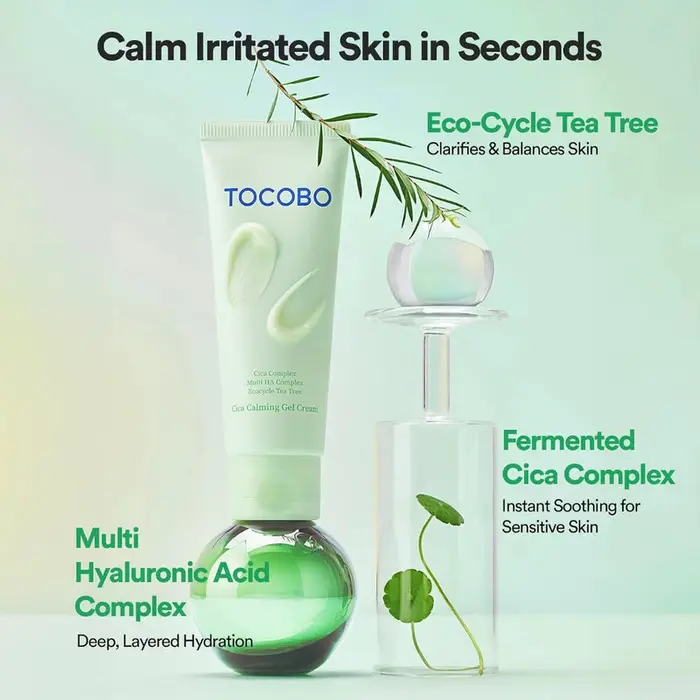 Calm Irritated Skin in Seconds
Eco-Cycle Tea Tree
Clarifies & Balances Skin
TOCOBO
Cica Complex
Multi HA Complex
Ecocycle Tea Tree
Cica Calming Gel Cream
Fermented
Cica Complex
Instant Soothing for
Sensitive Skin
Multi
Hyaluronic Acid
Complex
Deep, Layered Hydration